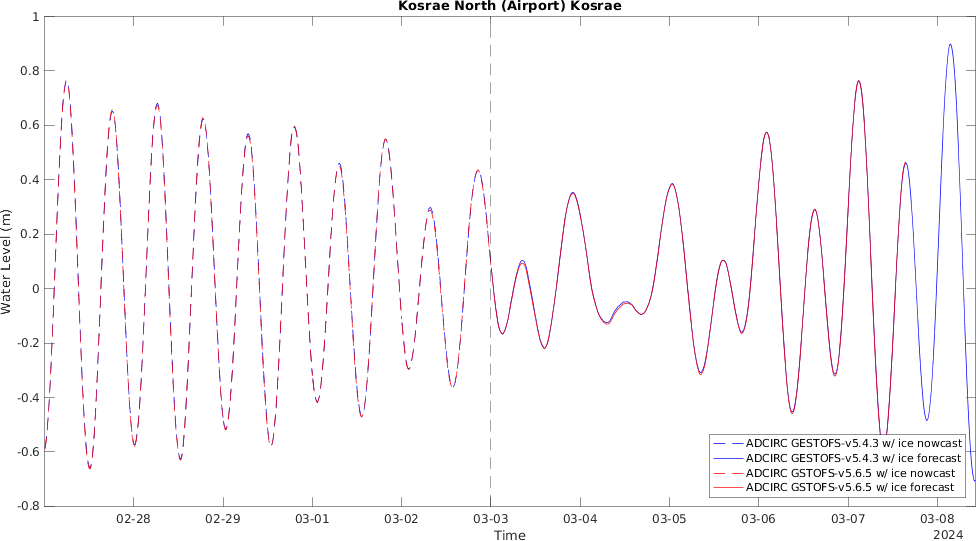 Kosrae North (Airport) Kosrae
1
0.8
0.6
0.4
0.2
0
-0.2
-0.4
-0.6
-0.8
Water Level (m)
ADCIRC GESTOFS-v5.4.3 w/ ice nowcast
ADCIRC GESTOFS-v5.4.3 w/ ice forecast
ADCIRC GSTOFS-v5.6.5 w/ ice nowcast
ADCIRC GSTOFS-v5.6.5 w/ ice forecast
02-28 02-29 03-01 03-02 03-03 03-04 03-05 03-06 03-07 03-08
Time
2024